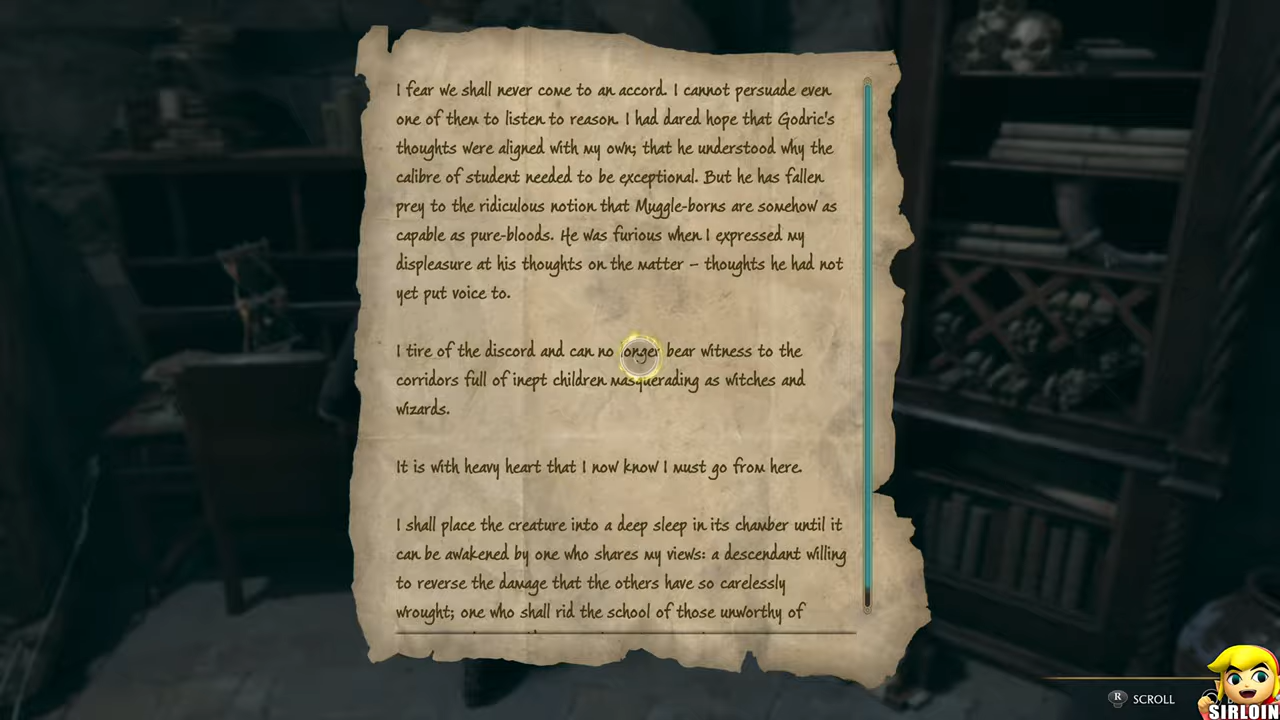 I fear we shall never come to an accord. I cannot persuade even
one of them to listen to reason. I had dared hope that Godric's
thoughts were aligned with my own; that he understood why the
calibre of student needed to be exceptional. But he has fallen
prey to the ridiculous notion that Muggle-borns are somehow as
capable as pure-bloods. He was furious when I expressed my
displeasure at his thoughts on the matter – thoughts he had not
yet put voice to.
I tire of the discord and can no longer bear witness to the
corridors full of inept children masquerading as witches and
wizards.
It is with heavy heart that I now know I must go from here.
I shall place the creature into a deep sleep in its chamber until it
can be awakened by one who shares my views: a descendant willing
to reverse the damage that the others have so carelessly
wrought; one who shall rid the school of those unworthy of
R SCROLL
SIRLOIN